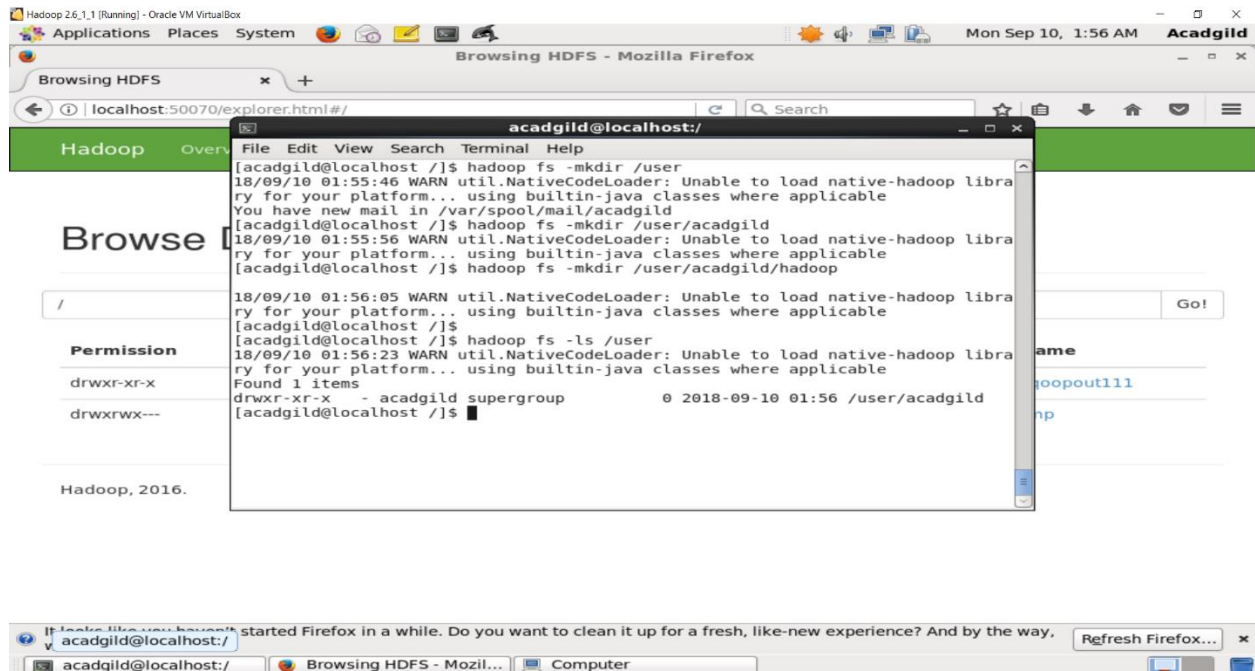 Hadoop 2.6_1_1 [Running] - Oracle VM VirtualBox
Applications Places System Mon Sep 10, 1:56 AM Acadgild
Browsing HDFS - Mozilla Firefox
Browsing HDFS
localhost:50070/explorer.html#/ Search
acadgild@localhost:/
Hadoop
File Edit View Search Terminal Help
[acadgild@localhost /]$ hadoop fs -mkdir /user
18/09/10 01:55:46 WARN util.NativeCodeLoader: Unable to load native-hadoop libra
ry for your platform... using builtin-java classes where applicable
You have new mail in /var/spool/mail/acadgild
[acadgild@localhost /]$ hadoop fs -mkdir /user/acadgild
18/09/10 01:55:56 WARN util.NativeCodeLoader: Unable to load native-hadoop libra
ry for your platform... using builtin-java classes where applicable
[acadgild@localhost /]$ hadoop fs -mkdir /user/acadgild/hadoop
18/09/10 01:56:05 WARN util.NativeCodeLoader: Unable to load native-hadoop libra
ry for your platform... using builtin-java classes where applicable
[acadgild@localhost /]$
[acadgild@localhost /]$ hadoop fs -ls /user
18/09/10 01:56:23 WARN util.NativeCodeLoader: Unable to load native-hadoop libra
ry for your platform... using builtin-java classes where applicable
Found 1 items
drwxr-xr-x - acadgild supergroup 0 2018-09-10 01:56 /user/acadgild
[acadgild@localhost /]$
Browse
/ Go!
Permission
drwxr-xr-x
drwxrwx---
Hadoop, 2016.
started Firefox in a while. Do you want to clean it up for a fresh, like-new experience? And by the way,
Refresh Firefox...
acadgild@localhost:/
acadgild@localhost:/ Browsing HDFS - Mozil... Computer